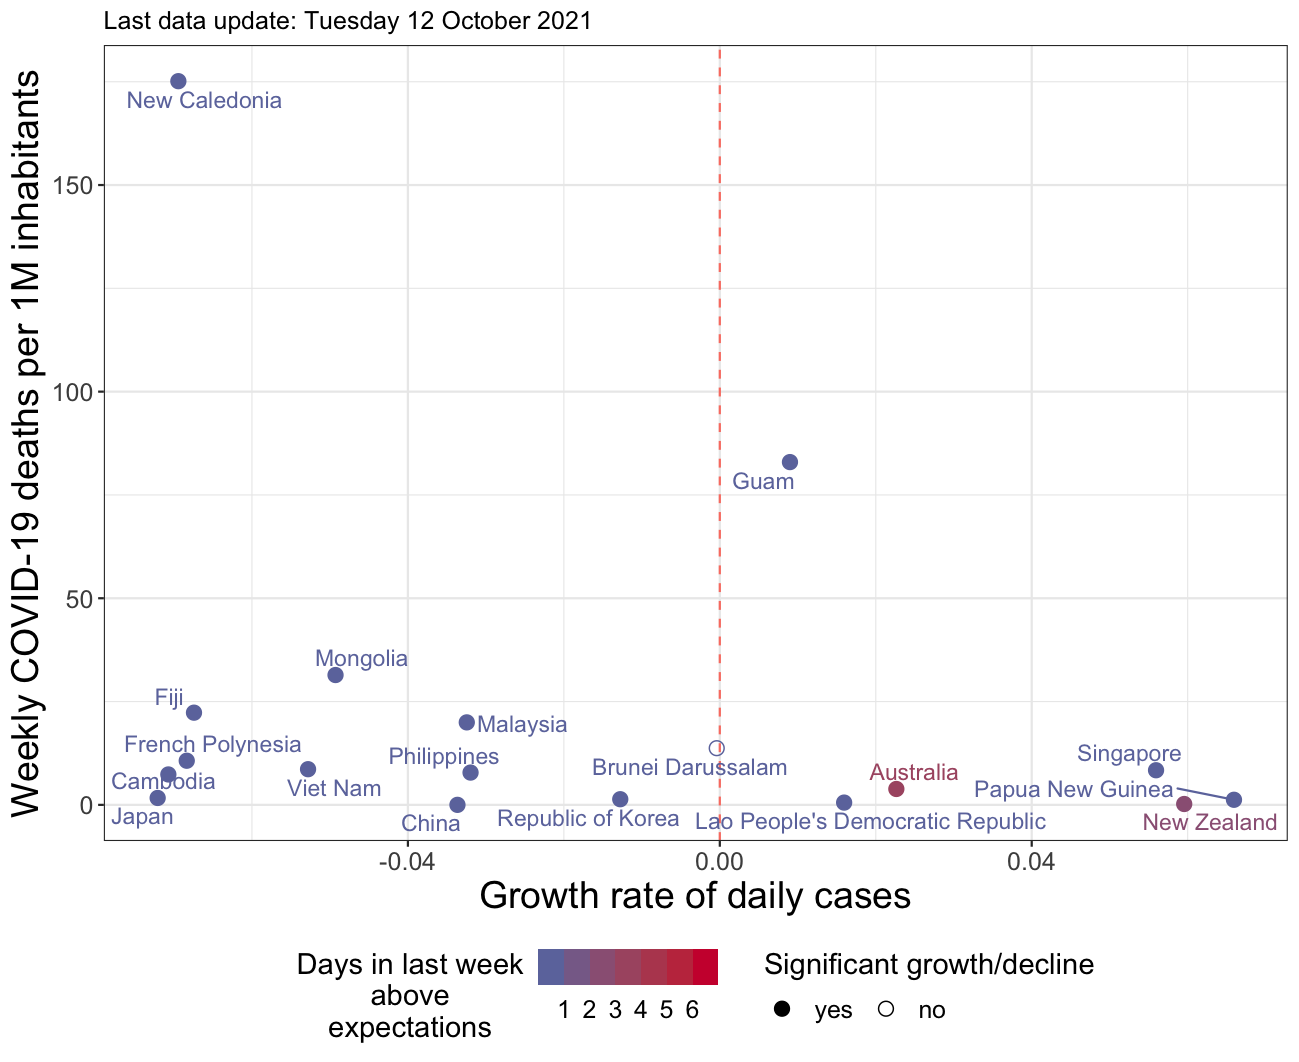 Last data update: Tuesday 12 October 2021
Weekly COVID-19 deaths per 1M inhabitants
150
100
50
0
New Caledonia
Guam
Mongolia
Fiji
Malaysia
French Polynesia
Philippines
Singapore
Brunei Darussalam
Australia
Cambodia
Viet Nam
Papua New Guinea
Japan
China
Republic of Korea
Lao People's Democratic Republic
New Zealand
-0.04
0.00
0.04
Growth rate of daily cases
Days in last week
above
expectations
1 2 3 4 5 6
Significant growth/decline
yes
no